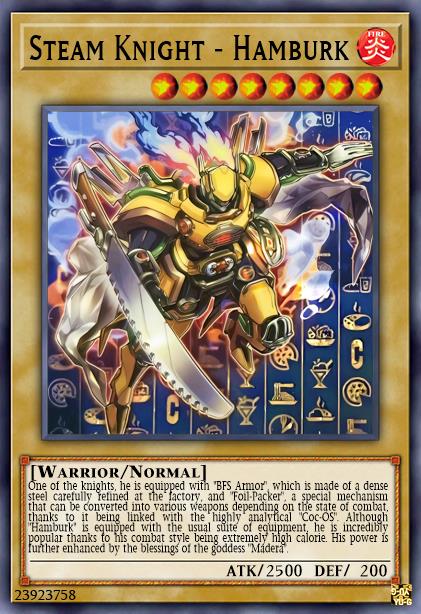 STEAM KNIGHT - HAMBURK
FIRE
炎
[WARRIOR/NORMAL]
One of the knights, he is equipped with "BFS Armor", which is made of a dense
steel carefully refined at the factory, and "Foil-Packer", a special mechanism
that can be converted into various weapons depending on the state of combat,
thanks to it being linked with the highly analytical "Coc-OS". Although
"Hamburk" is equipped with the usual suite of equipment, he is incredibly
popular thanks to his combat style being extremely high calorie. His power is
further enhanced by the blessings of the goddess "Madera".
ATK/2500 DEF/ 200
23923758